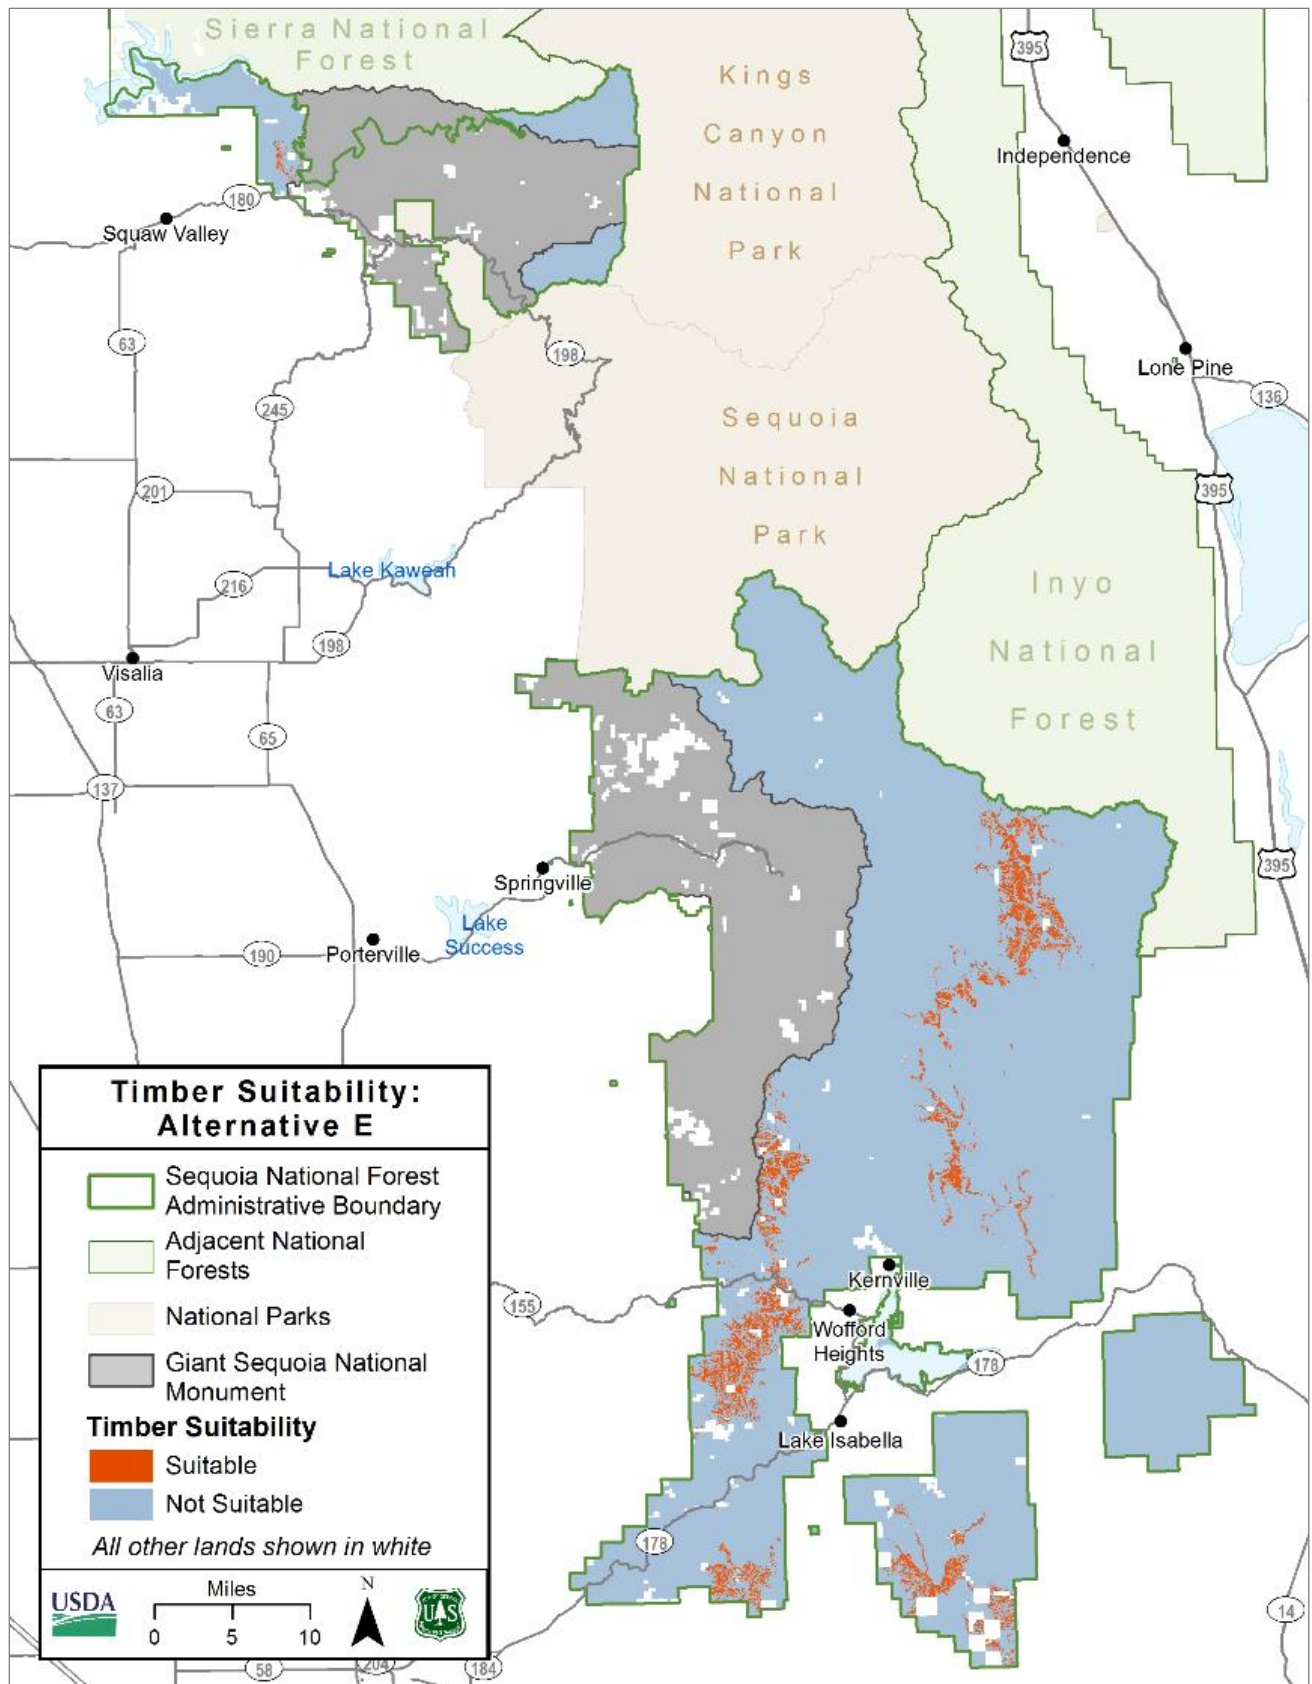 Sierra National
Forest
Kings
Canyon
National
Park
395
Independence
180
Squaw Valley
63
198
Lone Pine
136
245
Sequoia
National
Park
201
395
Lake Kaweah
216
Inyo
National
Forest
198
Visalia
63
65
137
395
Springville
Lake
Success
190
Porterville
Timber Suitability:
Alternative E
Sequoia National Forest
Administrative Boundary
Adjacent National
Forests
National Parks
Giant Sequoia National
Monument
Timber Suitability
Suitable
Not Suitable
All other lands shown in white
USDA
Miles
0 5 10
N
U S
Kernville
155
Wofford
Heights
178
Lake Isabella
178
14
58
204
184